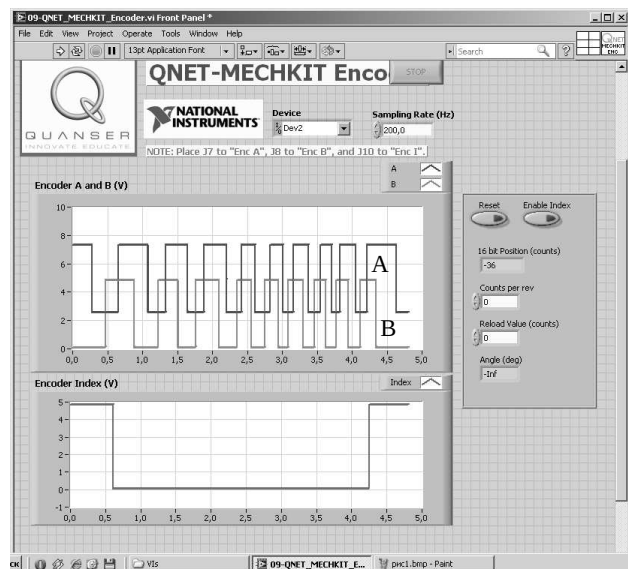 09-QNET_MECHKIT_Encoder.vi Front Panel *
File Edit View Project Operate Tools Window Help
13pt Application Font
Search
QNET
MECHKIT
ENC
QNET-MECHKIT Enco
STOP
QUANSER
INNOVATE EDUCATE
NATIONAL
INSTRUMENTS
Device
Dev2
Sampling Rate (Hz)
200,0
NOTE: Place J7 to "Enc A", J8 to "Enc B", and J10 to "Enc I".
A
B
Encoder A and B (V)
10
8
6
4
2
0
A
B
0,0 0,5 1,0 1,5 2,0 2,5 3,0 3,5 4,0 4,5 5,0
Reset Enable Index
16 bit Position (counts)
-36
Counts per rev
0
Reload Value (counts)
0
Angle (deg)
-Inf
Encoder Index (V)
Index
5
4
3
2
1
0
-1
0,0 0,5 1,0 1,5 2,0 2,5 3,0 3,5 4,0 4,5 5,0
ск
VIs
09-QNET_MECHKIT_E...
рис1.bmp - Paint